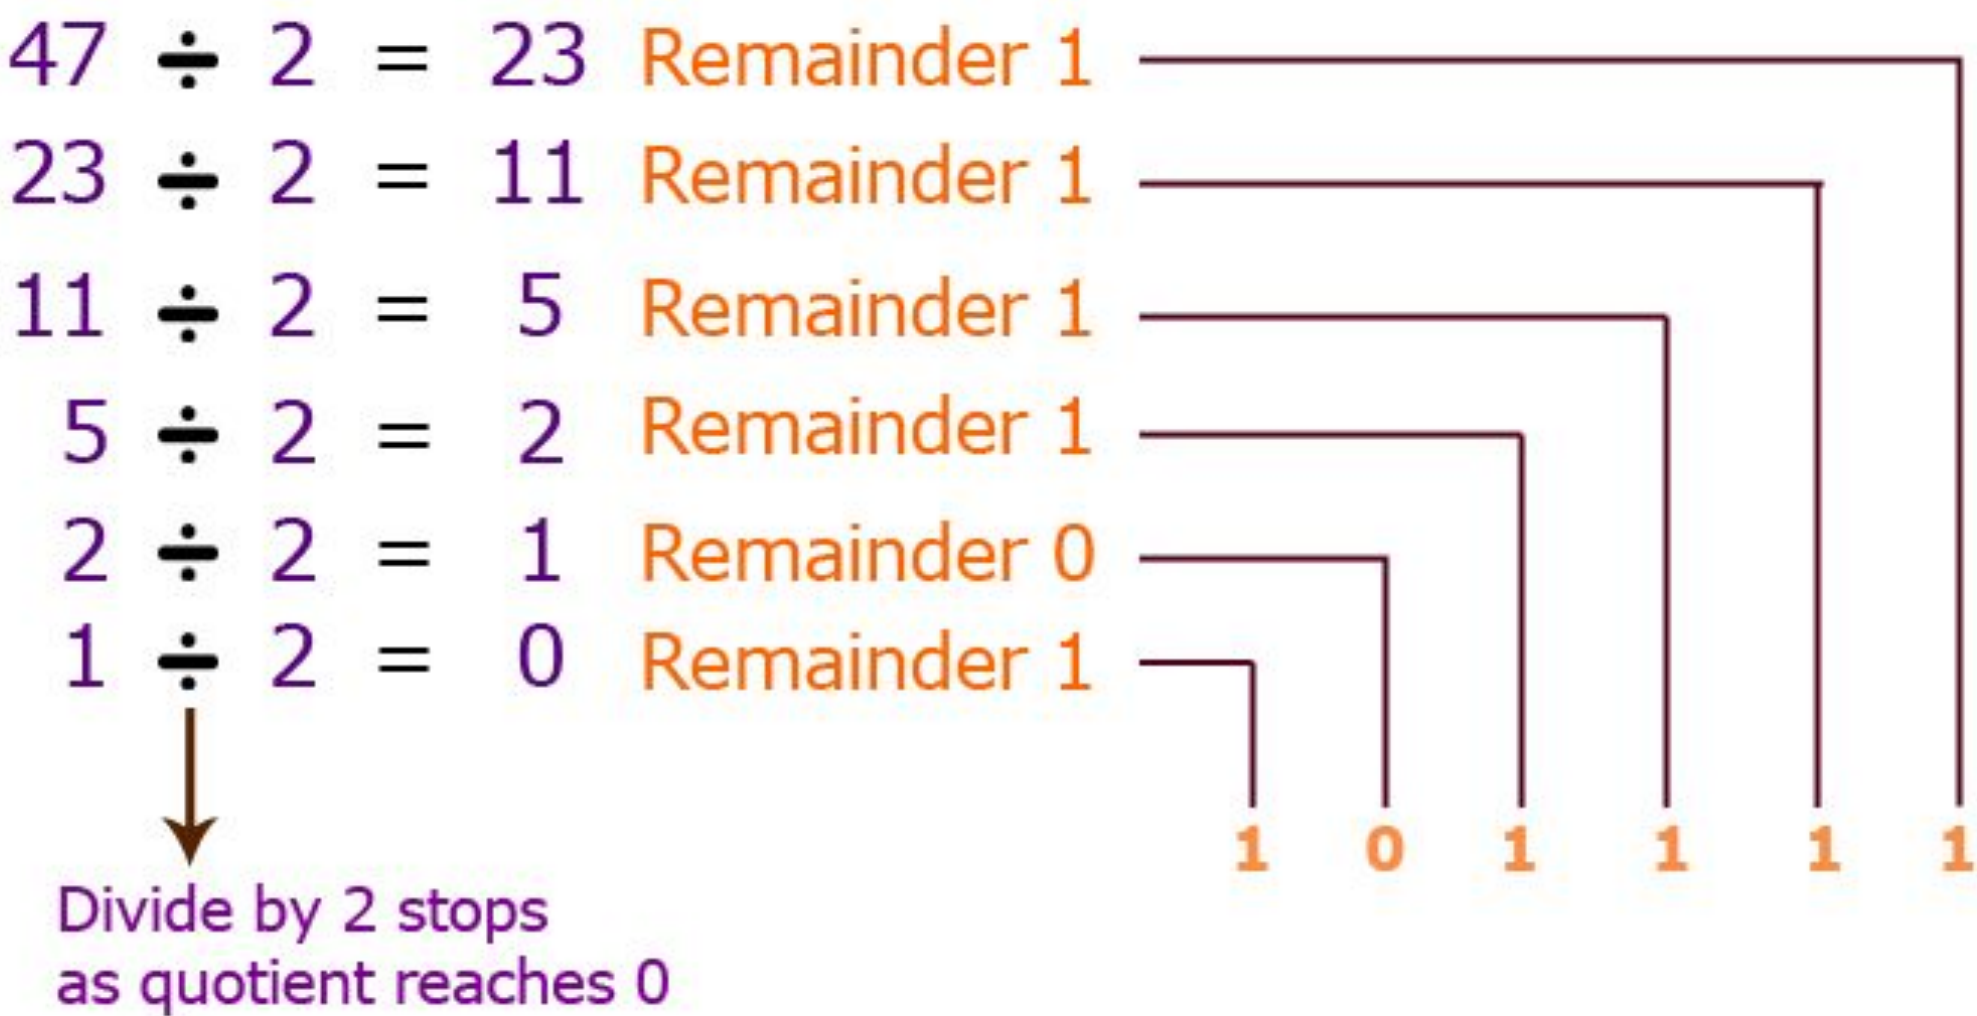 47 ÷ 2 = 23 Remainder 1
23 ÷ 2 = 11 Remainder 1
11 ÷ 2 = 5 Remainder 1
5 ÷ 2 = 2 Remainder 1
2 ÷ 2 = 1 Remainder 0
1 ÷ 2 = 0 Remainder 1
1 0 1 1 1 1
Divide by 2 stops
as quotient reaches 0